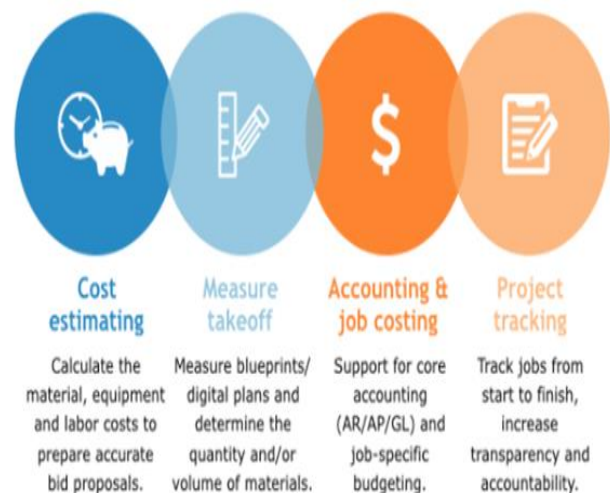 Cost
estimating
Calculate the
material, equipment
and labor costs to
prepare accurate
bid proposals.
Measure
takeoff
Measure blueprints/
digital plans and
determine the
quantity and/or
volume of materials.
$
Accounting &
job costing
Support for core
accounting
(AR/AP/GL) and
job-specific
budgeting.
Project
tracking
Track jobs from
start to finish,
increase
transparency and
accountability.